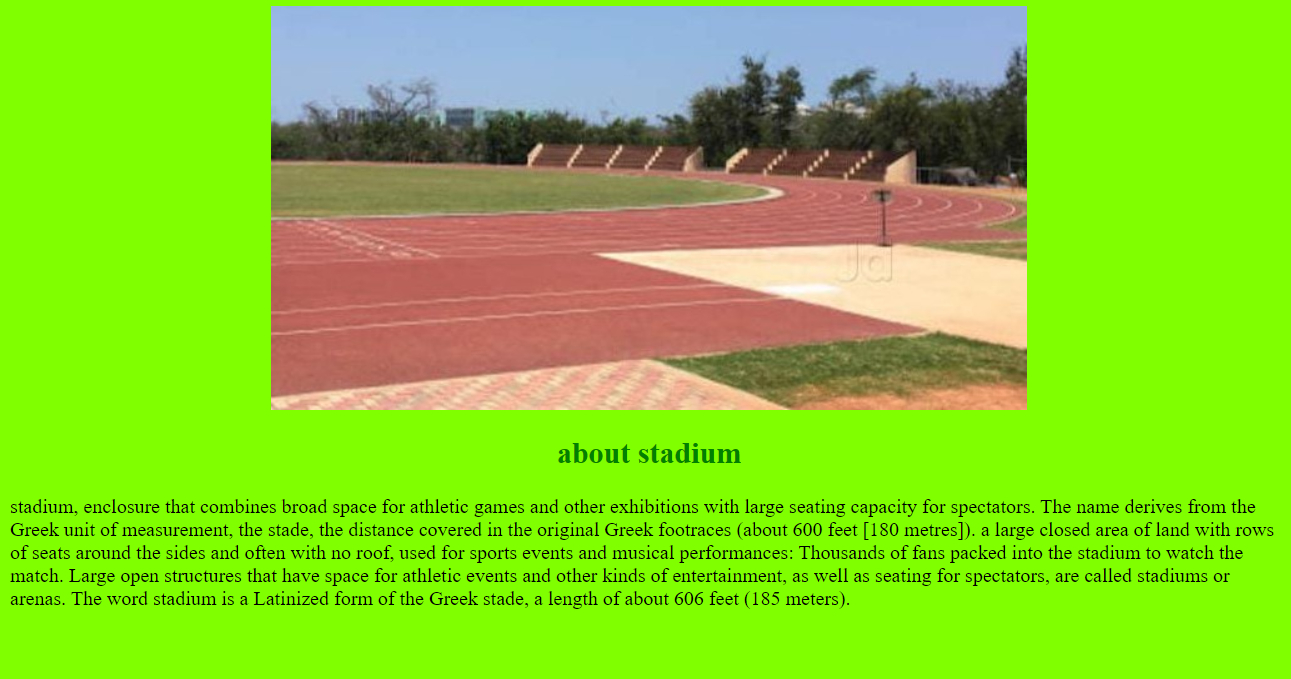 Jd
about stadium
stadium, enclosure that combines broad space for athletic games and other exhibitions with large seating capacity for spectators. The name derives from the
Greek unit of measurement, the stade, the distance covered in the original Greek footraces (about 600 feet [180 metres]). a large closed area of land with rows
of seats around the sides and often with no roof, used for sports events and musical performances: Thousands of fans packed into the stadium to watch the
match. Large open structures that have space for athletic events and other kinds of entertainment, as well as seating for spectators, are called stadiums or
arenas. The word stadium is a Latinized form of the Greek stade, a length of about 606 feet (185 meters).